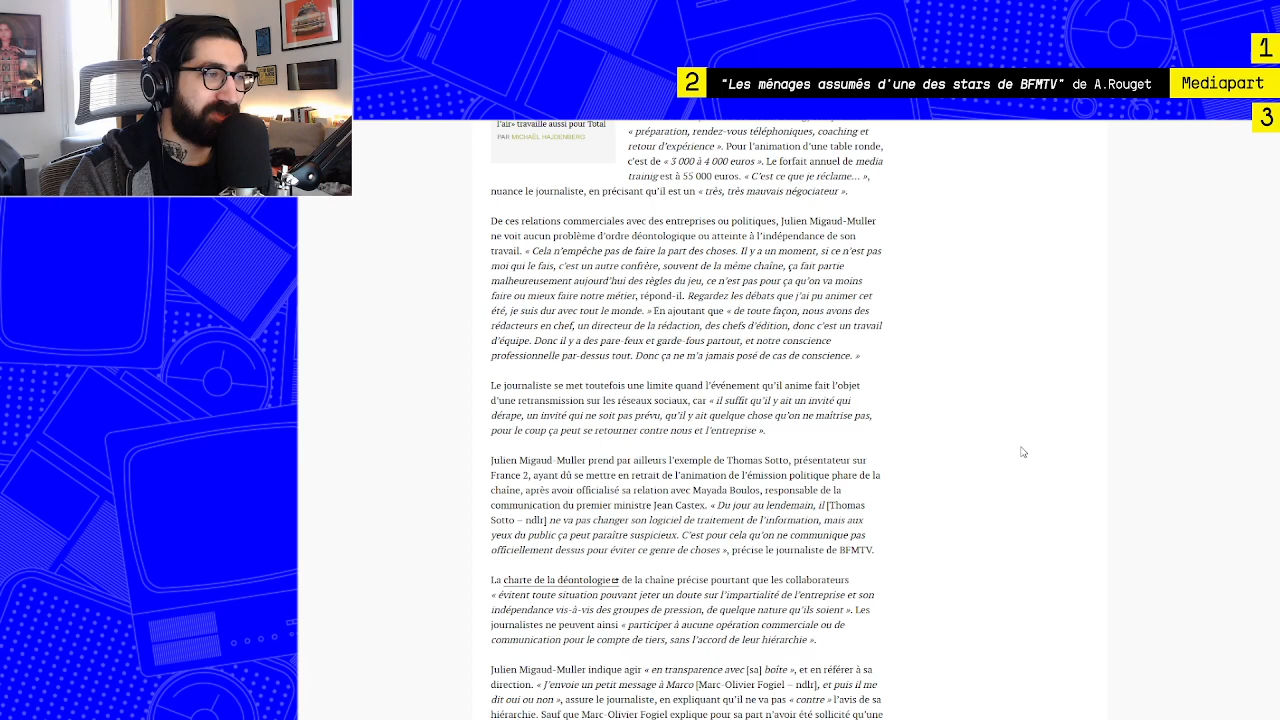 1
2 "Les ménages assumés d'une des stars de BFMTV" de A.Rouget Mediapart
3
l'air» travaille aussi pour Total
PAR MICHAËL HAJDENBERG
« préparation, rendez-vous téléphoniques, coaching et
retour d'expérience ». Pour l'animation d'une table ronde,
c'est de « 3 000 à 4 000 euros ». Le forfait annuel de media
trainig est à 55 000 euros. « C'est ce que je réclame… »,
nuance le journaliste, en précisant qu'il est un « très, très mauvais négociateur ».
De ces relations commerciales avec des entreprises ou politiques, Julien Migaud-Muller
ne voit aucun problème d'ordre déontologique ou atteinte à l'indépendance de son
travail. « Cela n'empêche pas de faire la part des choses. Il y a un moment, si ce n'est pas
moi qui le fais, c'est un autre confrère, souvent de la même chaîne, ça fait partie
malheureusement aujourd'hui des règles du jeu, ce n'est pas pour ça qu'on va moins
faire ou mieux faire notre métier, répond-il. Regardez les débats que j'ai pu animer cet
été, je suis dur avec tout le monde. » En ajoutant que « de toute façon, nous avons des
rédacteurs en chef, un directeur de la rédaction, des chefs d'édition, donc c'est un travail
d'équipe. Donc il y a des pare-feux et garde-fous partout, et notre conscience
professionnelle par-dessus tout. Donc ça ne m'a jamais posé de cas de conscience. »
Le journaliste se met toutefois une limite quand l'événement qu'il anime fait l'objet
d'une retransmission sur les réseaux sociaux, car « il suffit qu'il y ait un invité qui
dérape, un invité qui ne soit pas prévu, qu'il y ait quelque chose qu'on ne maîtrise pas,
pour le coup ça peut se retourner contre nous et l'entreprise ».
Julien Migaud-Muller prend par ailleurs l'exemple de Thomas Sotto, présentateur sur
France 2, ayant dû se mettre en retrait de l'animation de l'émission politique phare de la
chaîne, après avoir officialisé sa relation avec Mayada Boulos, responsable de la
communication du premier ministre Jean Castex. « Du jour au lendemain, il [Thomas
Sotto – ndlr] ne va pas changer son logiciel de traitement de l'information, mais aux
yeux du public ça peut paraître suspicieux. C'est pour cela qu'on ne communique pas
officiellement dessus pour éviter ce genre de choses », précise le journaliste de BFMTV.
La charte de la déontologie de la chaîne précise pourtant que les collaborateurs
« évitent toute situation pouvant jeter un doute sur l'impartialité de l'entreprise et son
indépendance vis-à-vis des groupes de pression, de quelque nature qu'ils soient ». Les
journalistes ne peuvent ainsi « participer à aucune opération commerciale ou de
communication pour le compte de tiers, sans l'accord de leur hiérarchie ».
Julien Migaud-Muller indique agir « en transparence avec [sa] boîte », et en référer à sa
direction. « J'envoie un petit message à Marco [Marc-Olivier Fogiel – ndlr], et puis il me
dit oui ou non », assure le journaliste, en expliquant qu'il ne va pas « contre » l'avis de sa
hiérarchie. Sauf que Marc-Olivier Fogiel explique pour sa part n'avoir été sollicité qu'une